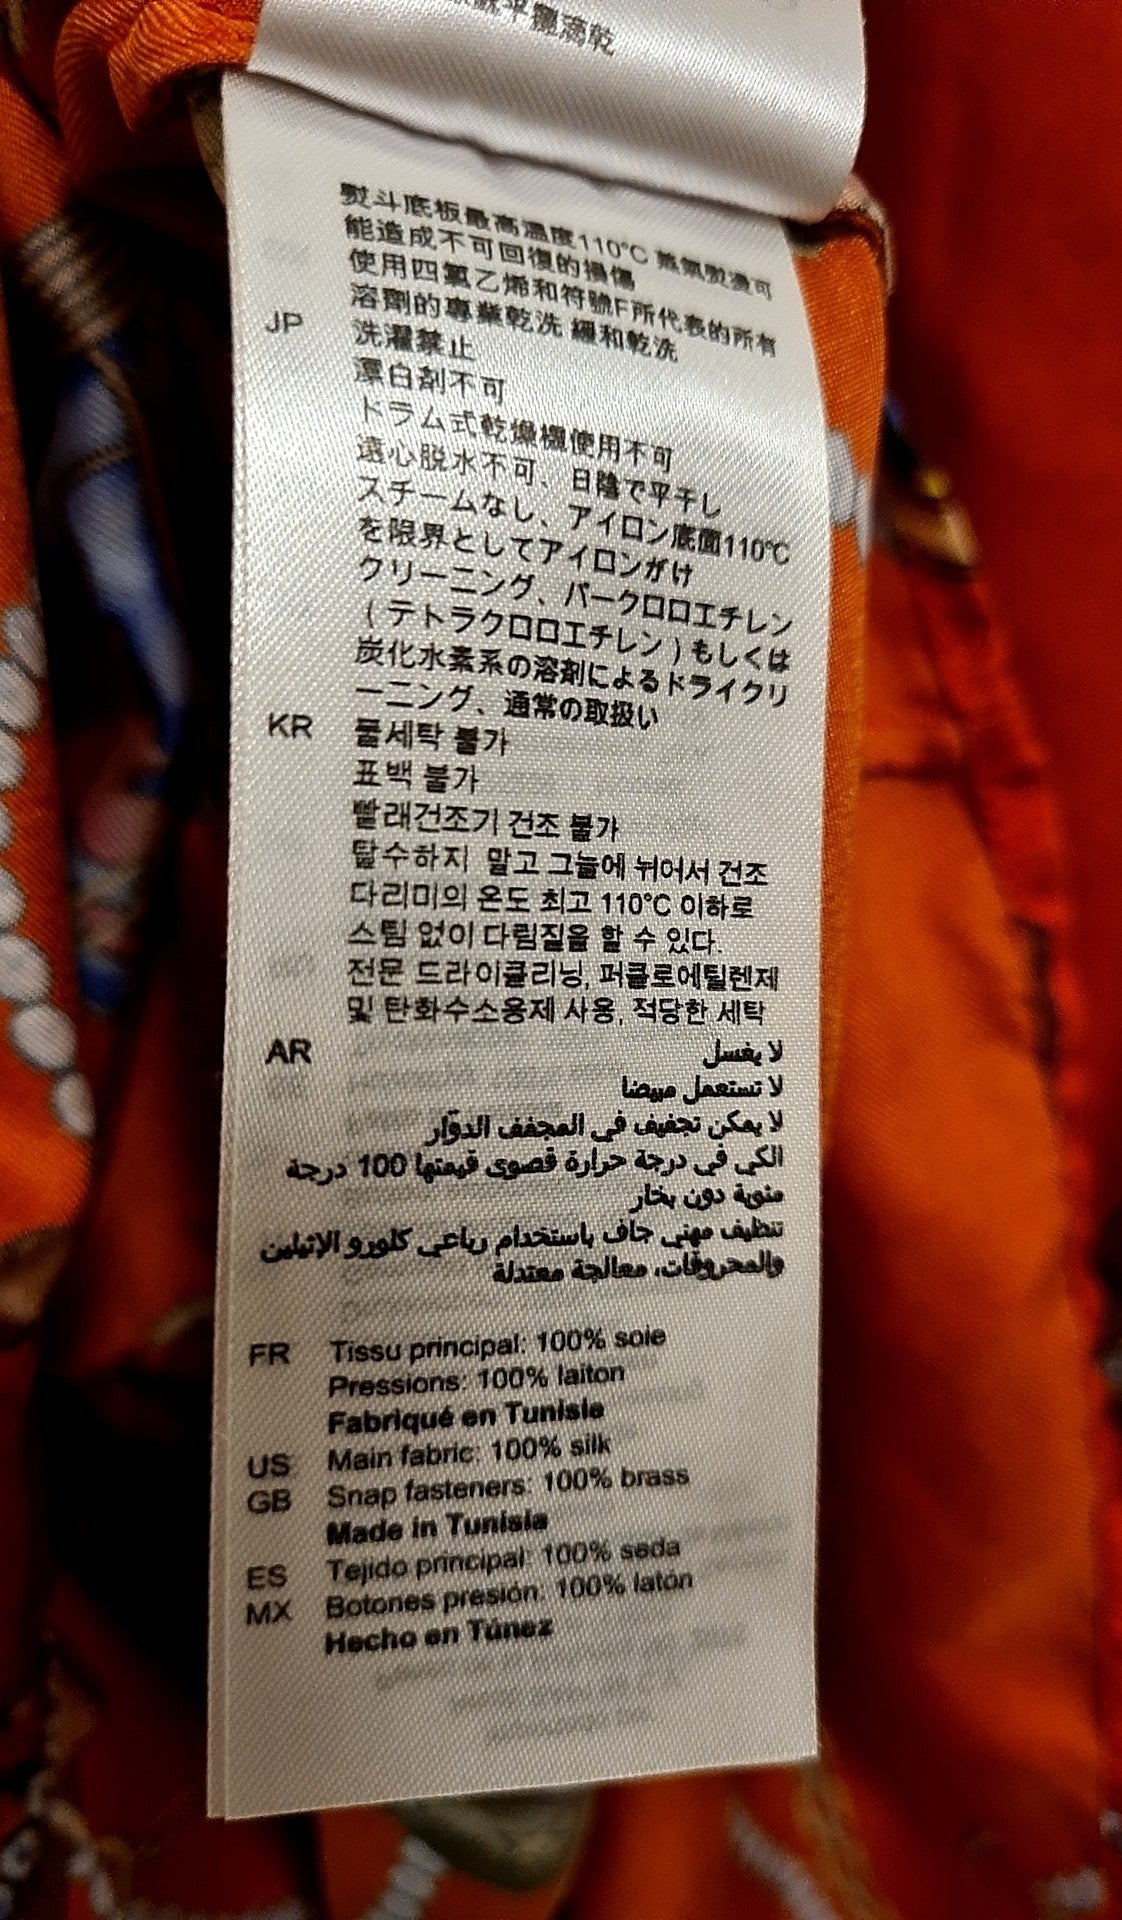 平攤滴乾
熨斗底板最高溫度110°C 蒸氣熨燙可
能造成不可回復的損傷
使用四氯乙烯和符號F所代表的所有
溶劑的專業乾洗 緩和乾洗
JP 洗濯禁止
漂白剤不可
ドラム式乾燥機使用不可
遠心脱水不可、日陰で平干し
スチームなし、アイロン底面110℃
を限界としてアイロンがけ
クリーニング、パークロロエチレン
(テトラクロロエチレン)もしくは
炭化水素系の溶剤によるドライクリ
ーニング、通常の取扱い
KR 물세탁 불가
표백 불가
빨래건조기 건조 불가
탈수하지 말고 그늘에 뉘어서 건조
다리미의 온도 최고 110°C 이하로
스팀 없이 다림질을 할 수 있다.
전문 드라이클리닝, 퍼클로에틸렌제
및 탄화수소용제 사용, 적당한 세탁
AR لا يغسل
لا تستعمل مبيضا
لا يمكن تجفيف في المجفف الدوّار
الكي في درجة حرارة قصوى قيمتها 100 درجة
مئوية دون بخار
تنظيف مهني جاف باستخدام رباعي كلورو الإثيلين
والمحروقات، معالجة معتدلة
FR Tissu principal: 100% soie
Pressions: 100% laiton
Fabriqué en Tunisie
US Main fabric: 100% silk
GB Snap fasteners: 100% brass
Made in Tunisia
ES Tejido principal: 100% seda
MX Botones presión: 100% latón
Hecho en Túnez